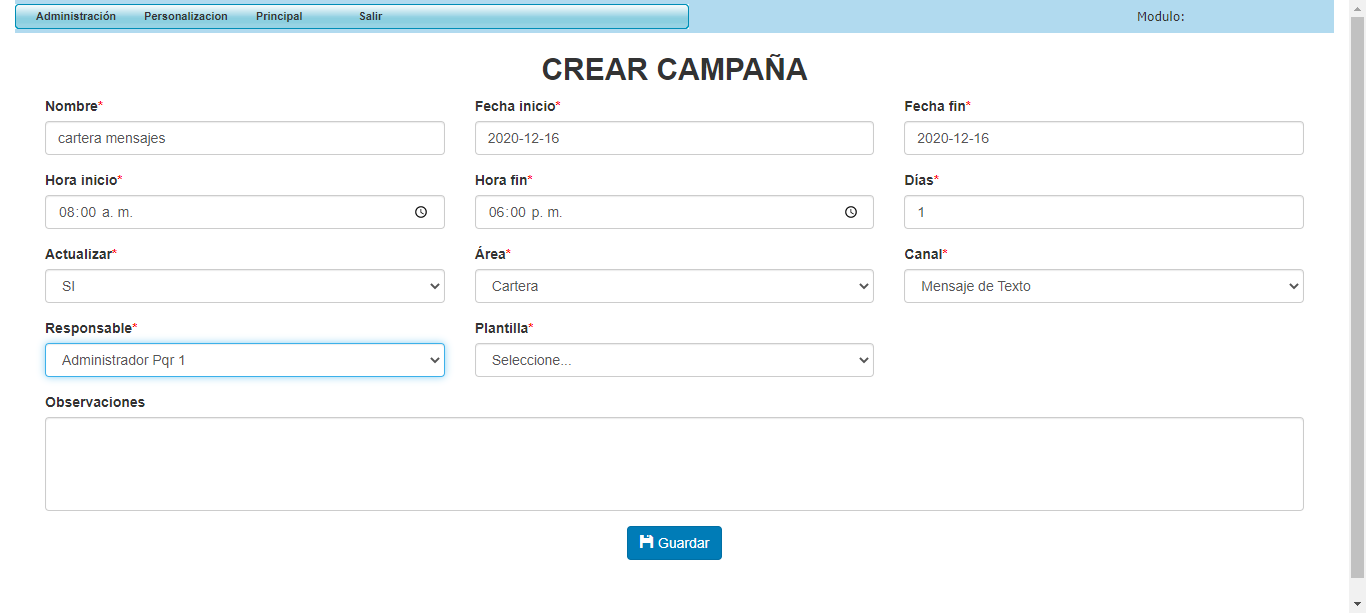 Administración Personalizacion Principal Salir Modulo:
CREAR CAMPAÑA
Nombre* Fecha inicio* Fecha fin*
cartera mensajes 2020-12-16 2020-12-16
Hora inicio* Hora fin* Días*
08:00 a. m. 06:00 p. m. 1
Actualizar* Área* Canal*
SI Cartera Mensaje de Texto
Responsable* Plantilla*
Administrador Pqr 1 Seleccione...
Observaciones
Guardar